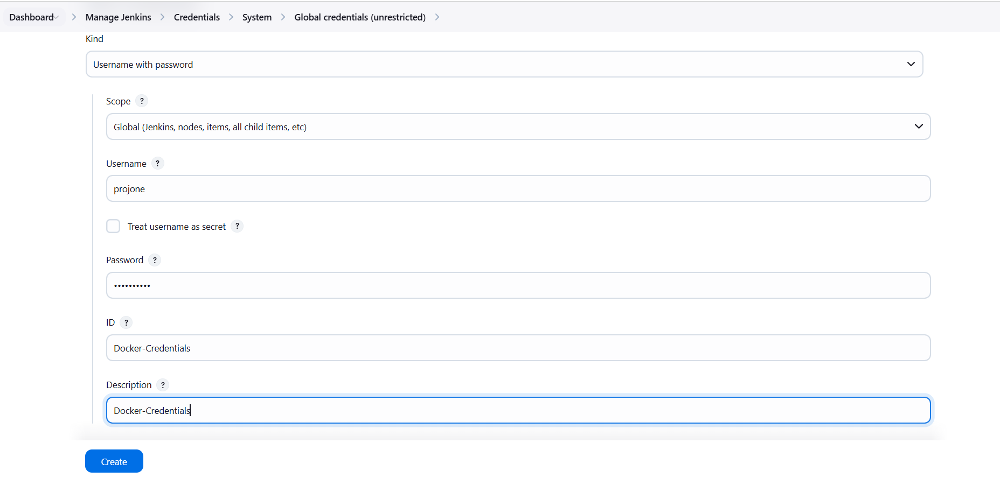 Dashboard > Manage Jenkins > Credentials > System > Global credentials (unrestricted) >
Kind
Username with password
Scope ?
Global (Jenkins, nodes, items, all child items, etc)
Username ?
projone
Treat username as secret ?
Password ?
••••••••••
ID ?
Docker-Credentials
Description ?
Docker-Credentials
Create